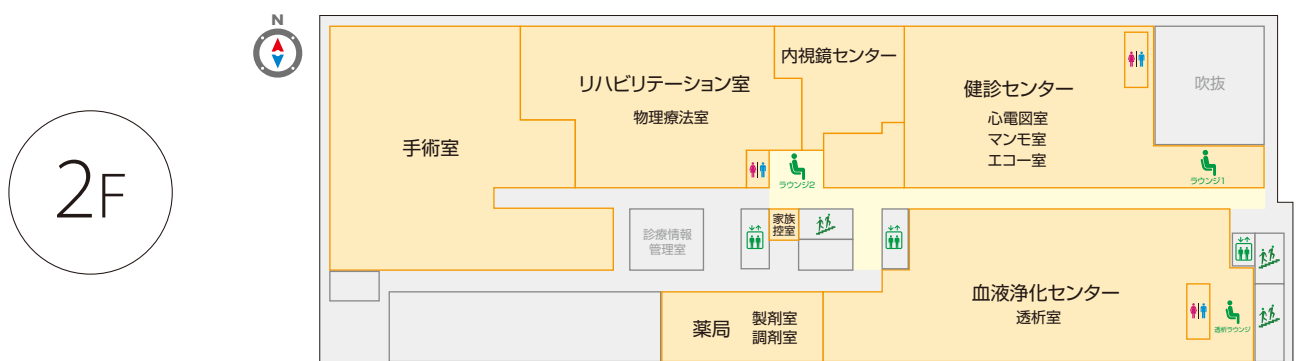 N
2F
手術室
リハビリテーション室
物理療法室
内視鏡センター
健診センター
心電図室
マンモ室
エコー室
吹抜
ラウンジ2
ラウンジ1
診療情報
管理室
家族
控室
血液浄化センター
透析室
透析ラウンジ
薬局
製剤室
調剤室